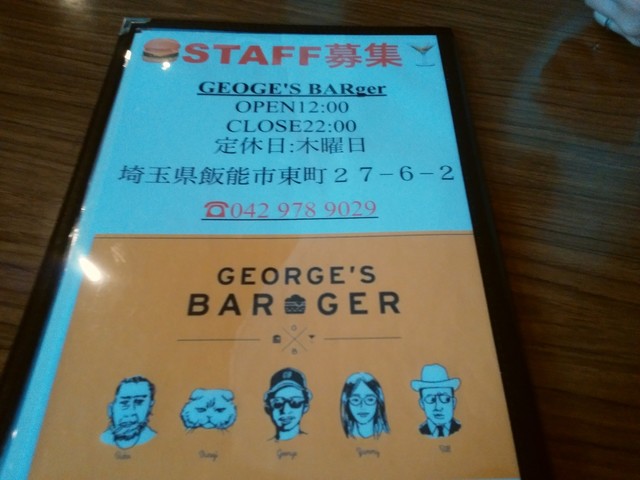 STAFF募集
GEOGE'S BARger
OPEN12:00
CLOSE22:00
定休日:木曜日
埼玉県飯能市東町27-6-2
☎042 978 9029
GEORGE'S
BAR GER
George